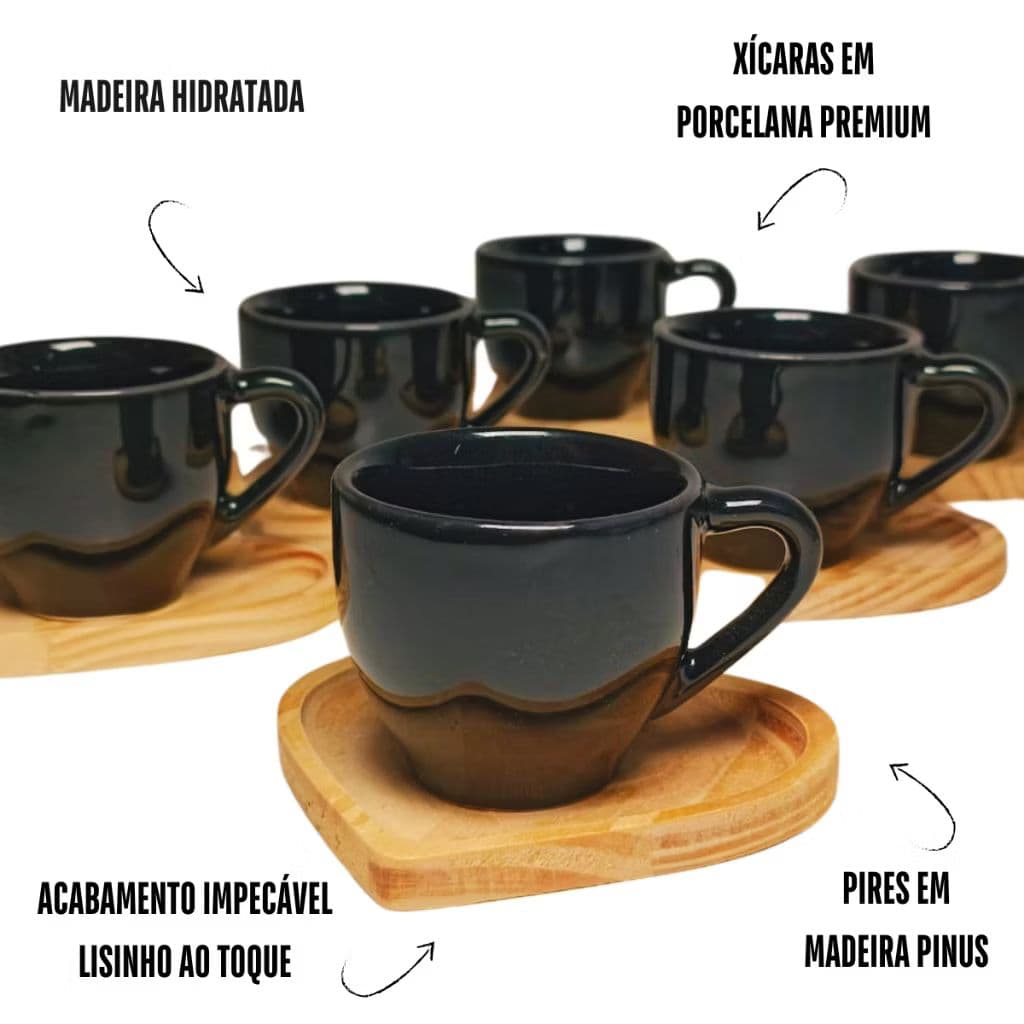 MADEIRA HIDRATADA
XÍCARAS EM
PORCELANA PREMIUM
ACABAMENTO IMPECÁVEL
LISINHO AO TOQUE
PIRES EM
MADEIRA PINUS